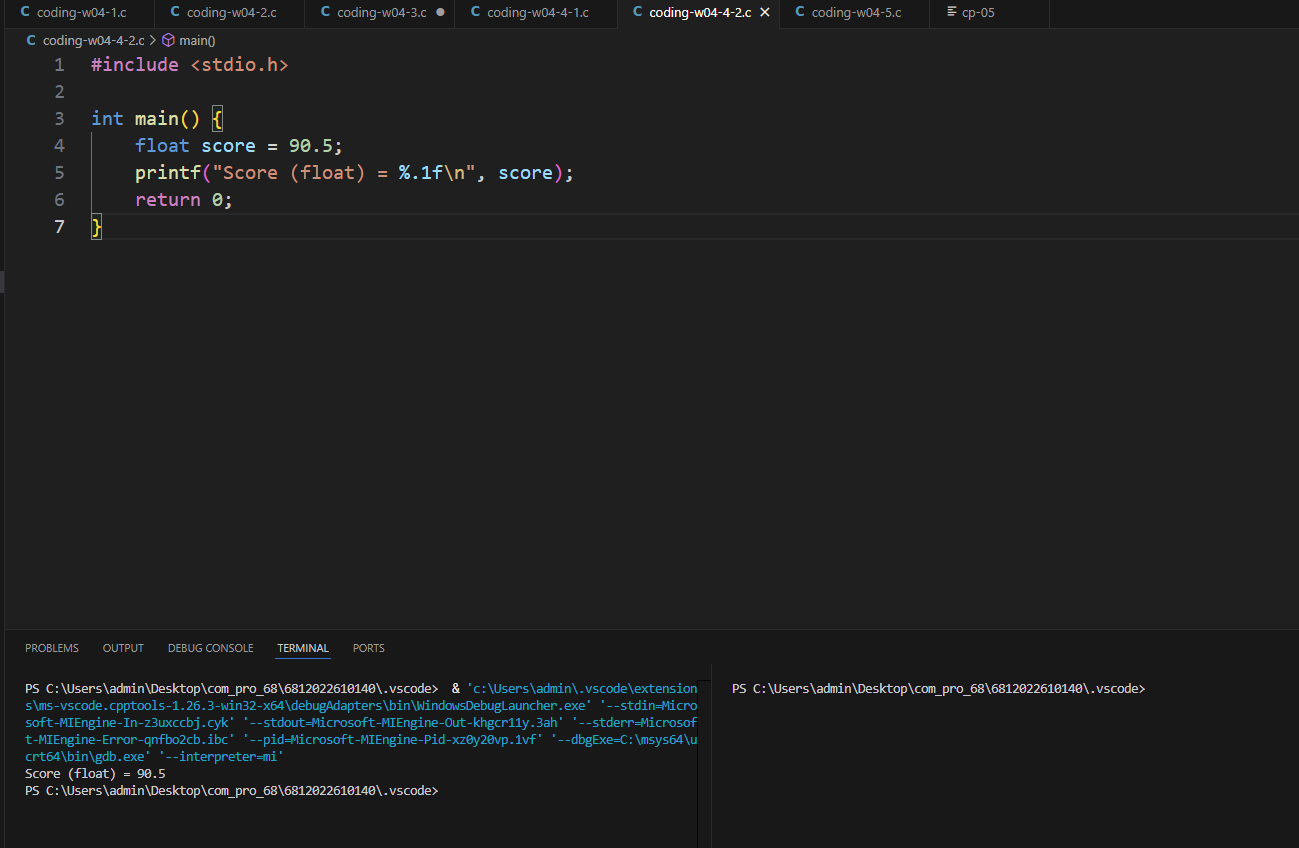 C coding-w04-1.c C coding-w04-2.c C coding-w04-3.c ● C coding-w04-4-1.c C coding-w04-4-2.c × C coding-w04-5.c cp-05
C coding-w04-4-2.c > main()
1 #include <stdio.h>
2
3 int main() {
4     float score = 90.5;
5     printf("Score (float) = %.1f\n", score);
6     return 0;
7 }
PROBLEMS OUTPUT DEBUG CONSOLE TERMINAL PORTS
PS C:\Users\admin\Desktop\com_pro_68\6812022610140\.vscode>  & 'c:\Users\admin\.vscode\extension
s\ms-vscode.cpptools-1.26.3-win32-x64\debugAdapters\bin\WindowsDebugLauncher.exe' '--stdin=Micro
soft-MIEngine-In-z3uxccbj.cyk' '--stdout=Microsoft-MIEngine-Out-khgcr11y.3ah' '--stderr=Microsof
t-MIEngine-Error-qnfbo2cb.ibc' '--pid=Microsoft-MIEngine-Pid-xz0y20vp.1vf' '--dbgExe=C:\msys64\u
crt64\bin\gdb.exe' '--interpreter=mi'
Score (float) = 90.5
PS C:\Users\admin\Desktop\com_pro_68\6812022610140\.vscode>
PS C:\Users\admin\Desktop\com_pro_68\6812022610140\.vscode>